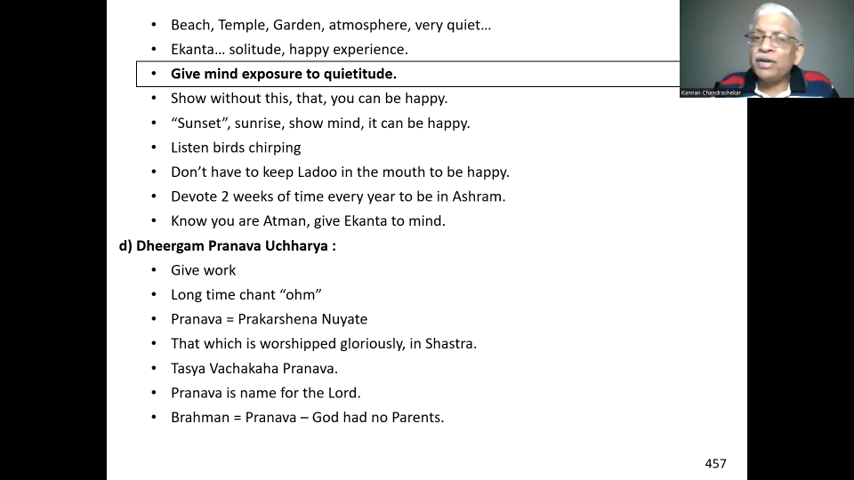 • Beach, Temple, Garden, atmosphere, very quiet…
• Ekanta… solitude, happy experience.
• Give mind exposure to quietitude.
• Show without this, that, you can be happy.
• “Sunset”, sunrise, show mind, it can be happy.
• Listen birds chirping
• Don’t have to keep Ladoo in the mouth to be happy.
• Devote 2 weeks of time every year to be in Ashram.
• Know you are Atman, give Ekanta to mind.
d) Dheergam Pranava Uchharya :
• Give work
• Long time chant “ohm”
• Pranava = Prakarshena Nuyate
• That which is worshipped gloriously, in Shastra.
• Tasya Vachakaha Pranava.
• Pranava is name for the Lord.
• Brahman = Pranava – God had no Parents.
457
Kannan Chandrashekar